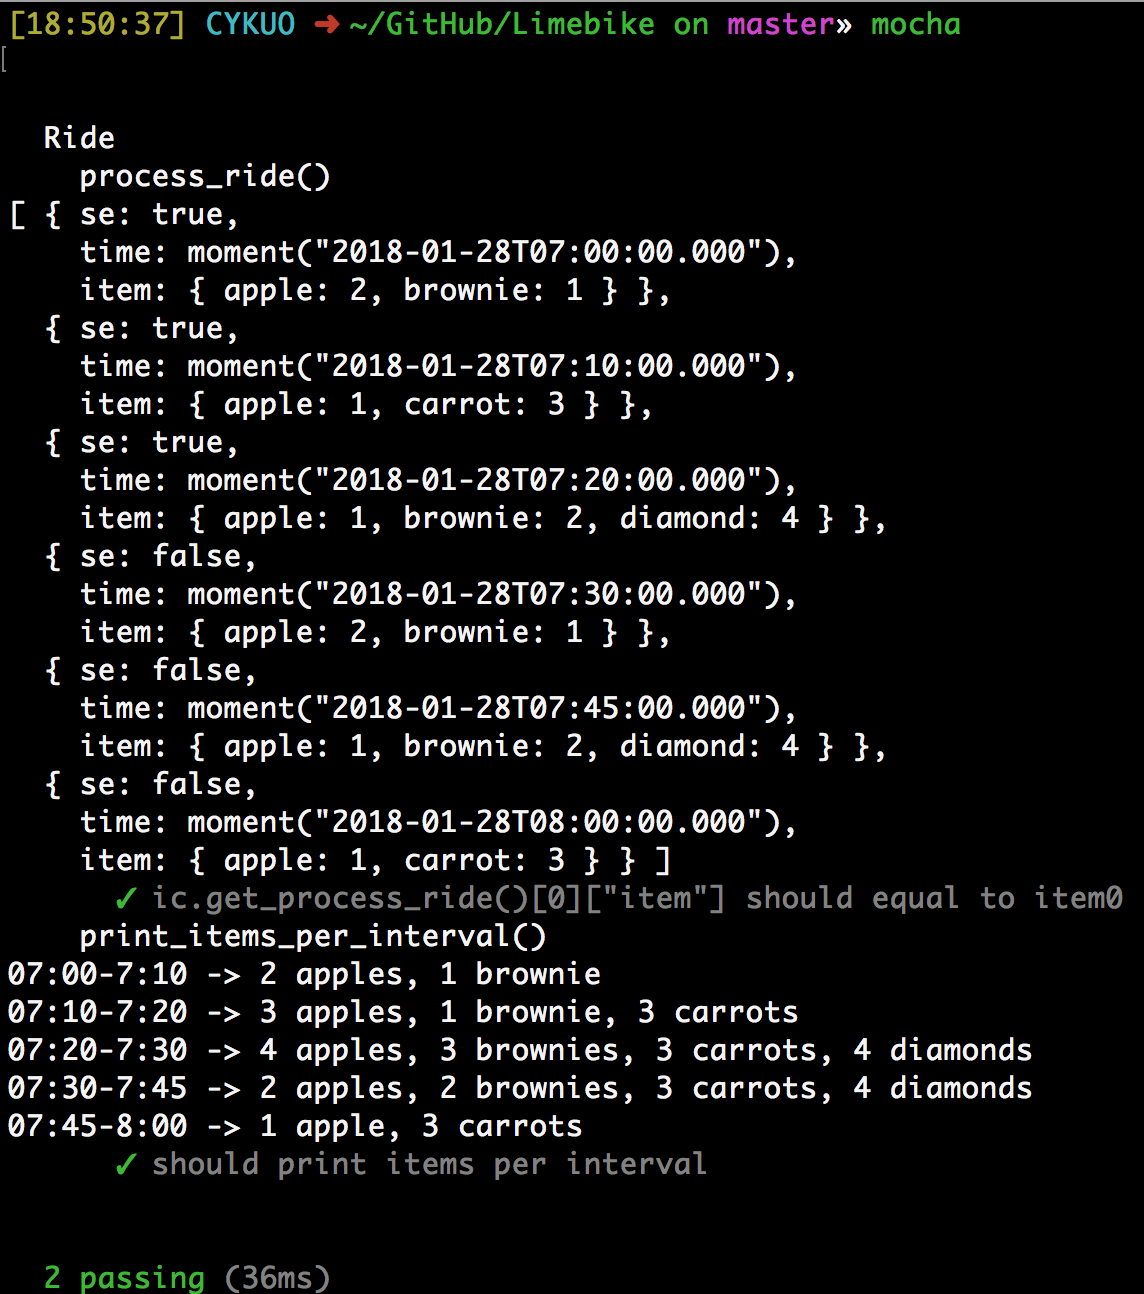 [18:50:37] CYKUO ➜ ~/GitHub/Limebike on master» mocha
[
Ride
process_ride()
[ { se: true,
time: moment("2018-01-28T07:00:00.000"),
item: { apple: 2, brownie: 1 } },
{ se: true,
time: moment("2018-01-28T07:10:00.000"),
item: { apple: 1, carrot: 3 } },
{ se: true,
time: moment("2018-01-28T07:20:00.000"),
item: { apple: 1, brownie: 2, diamond: 4 } },
{ se: false,
time: moment("2018-01-28T07:30:00.000"),
item: { apple: 2, brownie: 1 } },
{ se: false,
time: moment("2018-01-28T07:45:00.000"),
item: { apple: 1, brownie: 2, diamond: 4 } },
{ se: false,
time: moment("2018-01-28T08:00:00.000"),
item: { apple: 1, carrot: 3 } } ]
✓ ic.get_process_ride()[0]["item"] should equal to item0
print_items_per_interval()
07:00-7:10 -> 2 apples, 1 brownie
07:10-7:20 -> 3 apples, 1 brownie, 3 carrots
07:20-7:30 -> 4 apples, 3 brownies, 3 carrots, 4 diamonds
07:30-7:45 -> 2 apples, 2 brownies, 3 carrots, 4 diamonds
07:45-8:00 -> 1 apple, 3 carrots
✓ should print items per interval
2 passing (36ms)